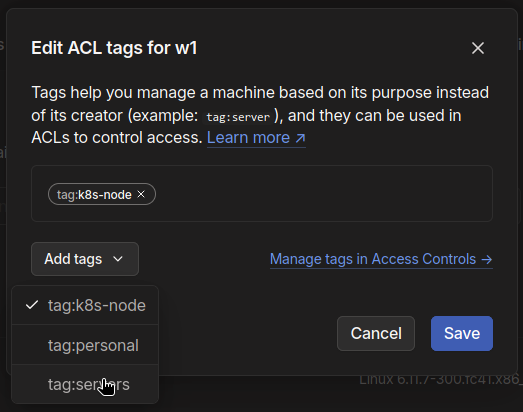 Edit ACL tags for w1
Tags help you manage a machine based on its purpose instead
of its creator (example: tag:server), and they can be used in
ACLs to control access. Learn more ↗
tag:k8s-node ×
Add tags
Manage tags in Access Controls →
tag:k8s-node
tag:personal
tag:servers
Cancel
Save
Linux 6.11.7-300.fc41.x86_